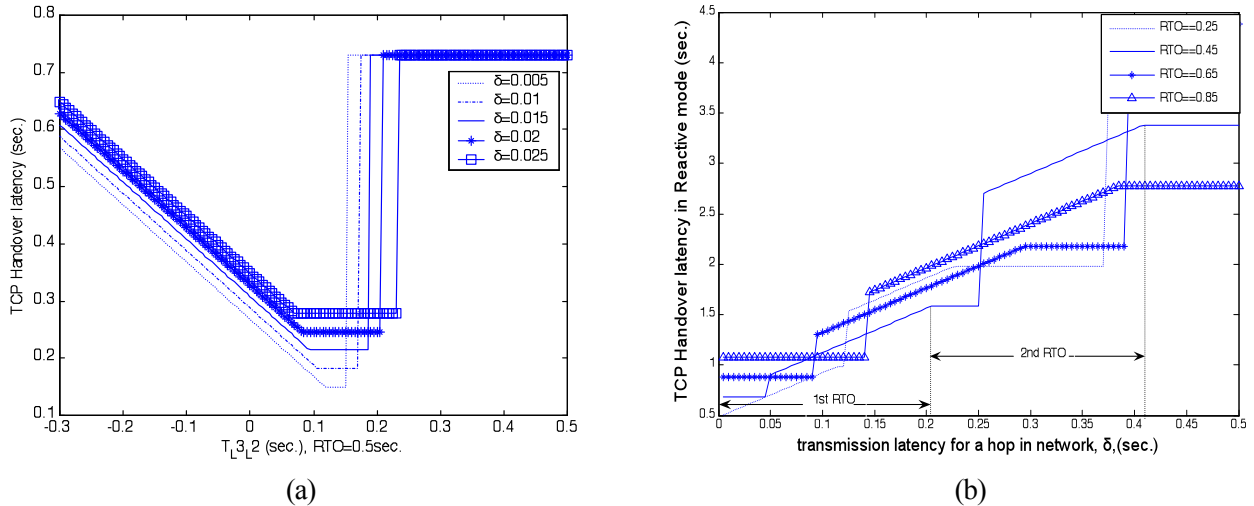 0.8
0.7
0.6
0.5
0.4
0.3
0.2
0.1
TCP Handover latency (sec.)
δ=0.005
δ=0.01
δ=0.015
δ=0.02
δ=0.025
-0.3 -0.2 -0.1 0 0.1 0.2 0.3 0.4 0.5
T_L3_L2 (sec.), RTO=0.5sec.
(a)
4.5
4
3.5
3
2.5
2
1.5
1
0.5
TCP Handover latency in Reactive mode (sec.)
RTO==0.25
RTO==0.45
RTO==0.65
RTO==0.85
2nd RTO
1st RTO
0 0.05 0.1 0.15 0.2 0.25 0.3 0.35 0.4 0.45 0.5
transmission latency for a hop in network, δ,(sec.)
(b)